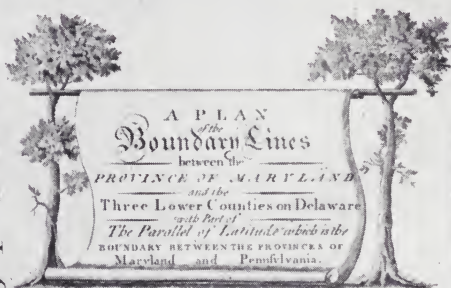 A PLAN
of the
Boundary Lines
between the
PROVINCE OF MARYLAND
and the
Three Lower Counties on Delaware
with Part of
The Parallel of Latitude which is the
BOUNDARY BETWEEN THE PROVINCES OF
Maryland and Pennsylvania.